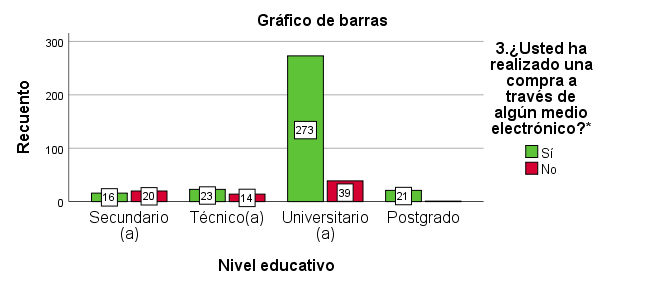 Gráfico de barras
300
200
100
0
Recuento
273
16
20
23
14
39
21
Secundario
(a)
Técnico(a)
Universitario
(a)
Postgrado
Nivel educativo
3.¿Usted ha
realizado una
compra a
través de
algún medio
electrónico?*
Sí
No